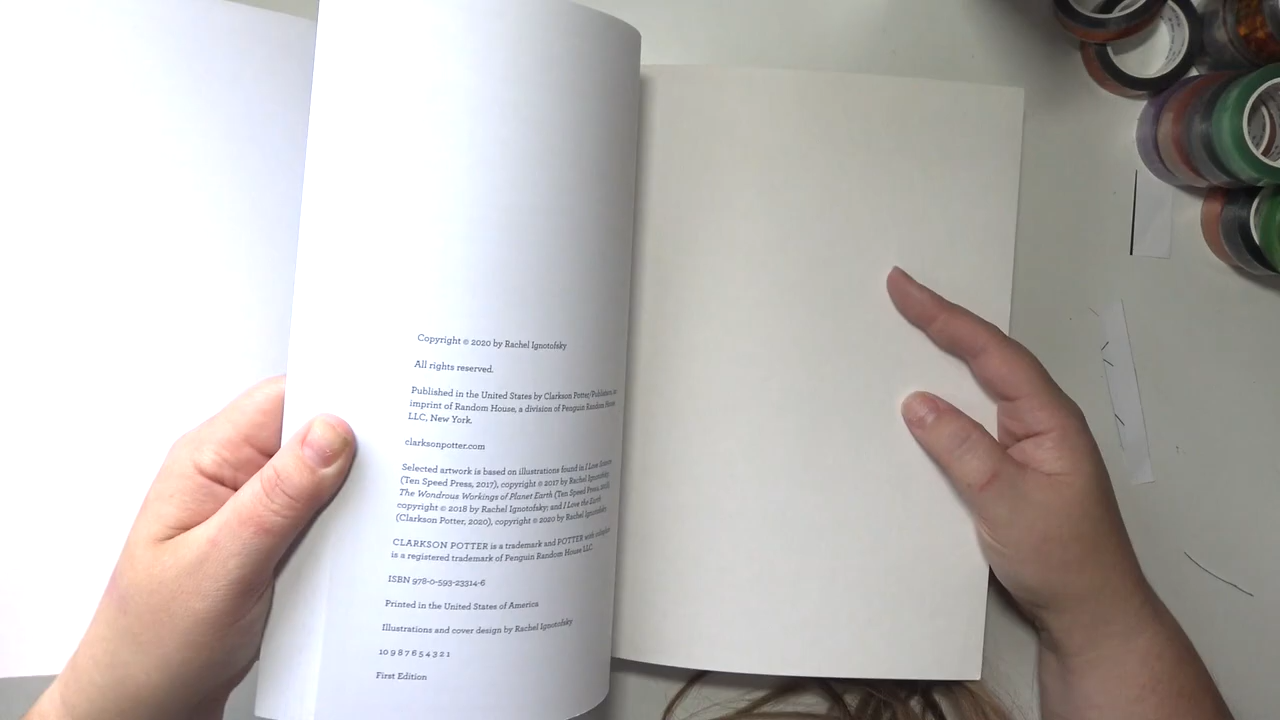 Copyright © 2020 by Rachel Ignotofsky
All rights reserved.
Published in the United States by Clarkson Potter/Publishers, an
imprint of Random House, a division of Penguin Random House
LLC, New York.
clarksonpotter.com
Selected artwork is based on illustrations found in I Love Science
(Ten Speed Press, 2017), copyright © 2017 by Rachel Ignotofsky;
The Wondrous Workings of Planet Earth (Ten Speed Press, 2018),
copyright © 2018 by Rachel Ignotofsky; and I Love the Earth
(Clarkson Potter, 2020), copyright © 2020 by Rachel Ignotofsky.
CLARKSON POTTER is a trademark and POTTER with colophon
is a registered trademark of Penguin Random House LLC.
ISBN 978-0-593-23314-6
Printed in the United States of America
Illustrations and cover design by Rachel Ignotofsky
10 9 8 7 6 5 4 3 2 1
First Edition